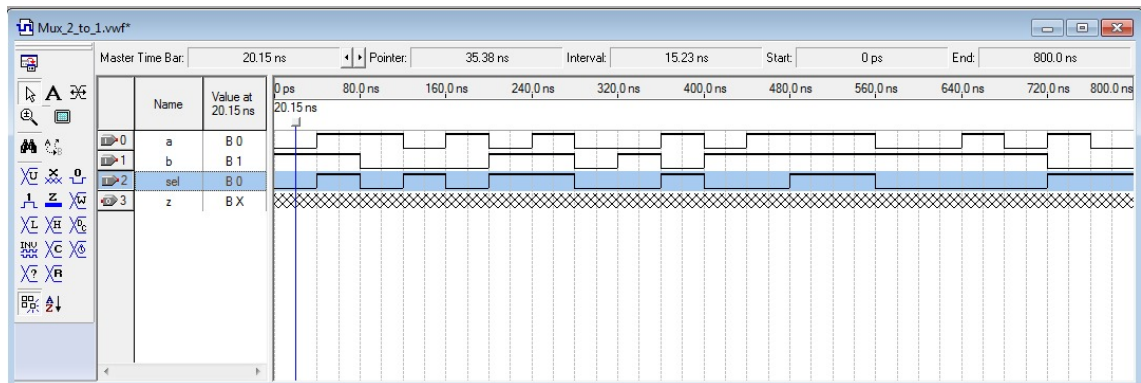 Mux_2_to_1.vwf*
Master Time Bar: 20.15 ns Pointer: 35.38 ns Interval: 15.23 ns Start: 0 ps End: 800.0 ns
Name Value at 20.15 ns
0 ps 80.0 ns 160.0 ns 240.0 ns 320.0 ns 400.0 ns 480.0 ns 560.0 ns 640.0 ns 720.0 ns 800.0 ns
20.15 ns
0 a B 0
1 b B 1
2 sel B 0
3 z B X